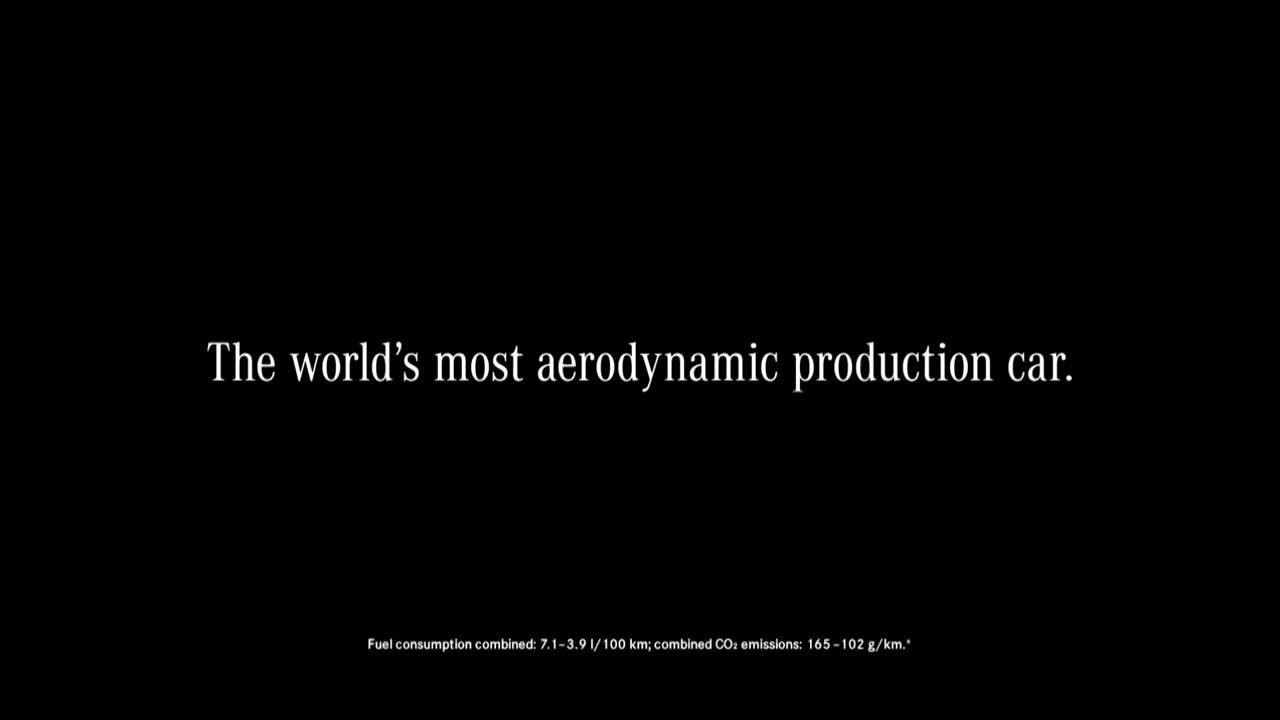 The world’s most aerodynamic production car.
Fuel consumption combined: 7.1–3.9 l/100 km; combined CO₂ emissions: 165–102 g/km.*